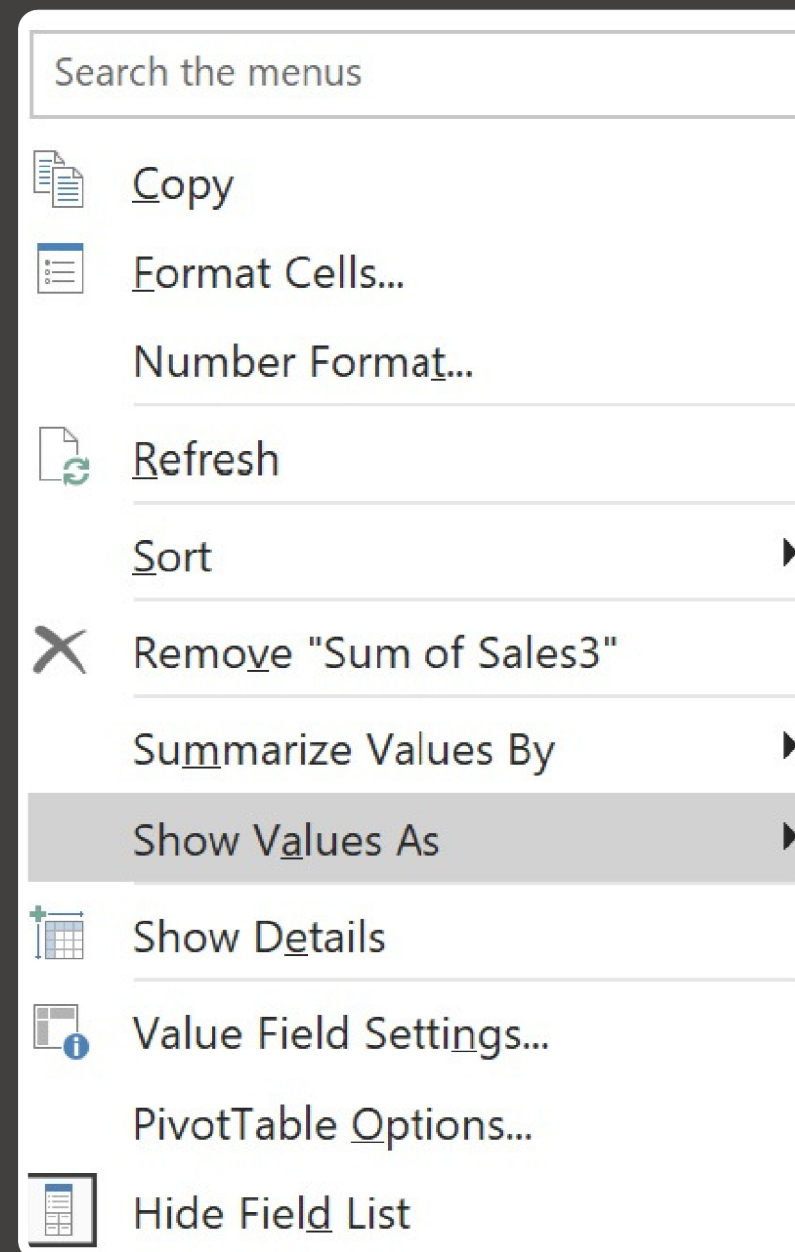 Search the menus
Copy
Format Cells...
Number Format...
Refresh
Sort
Remove "Sum of Sales3"
Summarize Values By
Show Values As
Show Details
Value Field Settings...
PivotTable Options...
Hide Field List